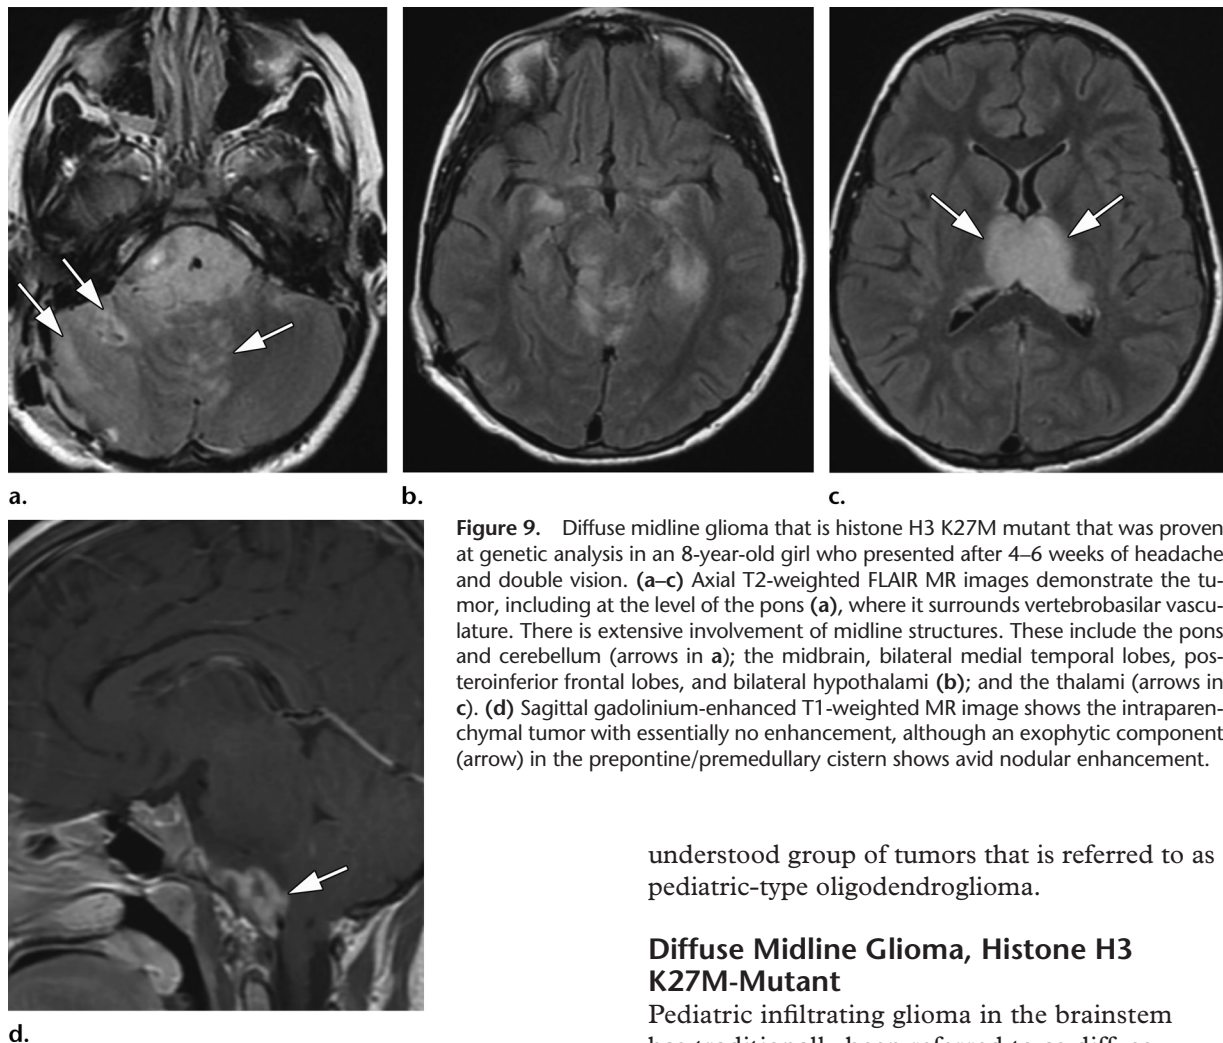 a.
b.
c.
Figure 9. Diffuse midline glioma that is histone H3 K27M mutant that was proven
at genetic analysis in an 8-year-old girl who presented after 4–6 weeks of headache
and double vision. (a–c) Axial T2-weighted FLAIR MR images demonstrate the tu-
mor, including at the level of the pons (a), where it surrounds vertebrobasilar vascu-
lature. There is extensive involvement of midline structures. These include the pons
and cerebellum (arrows in a); the midbrain, bilateral medial temporal lobes, pos-
teroinferior frontal lobes, and bilateral hypothalami (b); and the thalami (arrows in
c). (d) Sagittal gadolinium-enhanced T1-weighted MR image shows the intraparen-
chymal tumor with essentially no enhancement, although an exophytic component
(arrow) in the prepontine/premedullary cistern shows avid nodular enhancement.
d.
understood group of tumors that is referred to as
pediatric-type oligodendroglioma.
Diffuse Midline Glioma, Histone H3
K27M-Mutant
Pediatric infiltrating glioma in the brainstem
has traditionally been referred to as diffuse